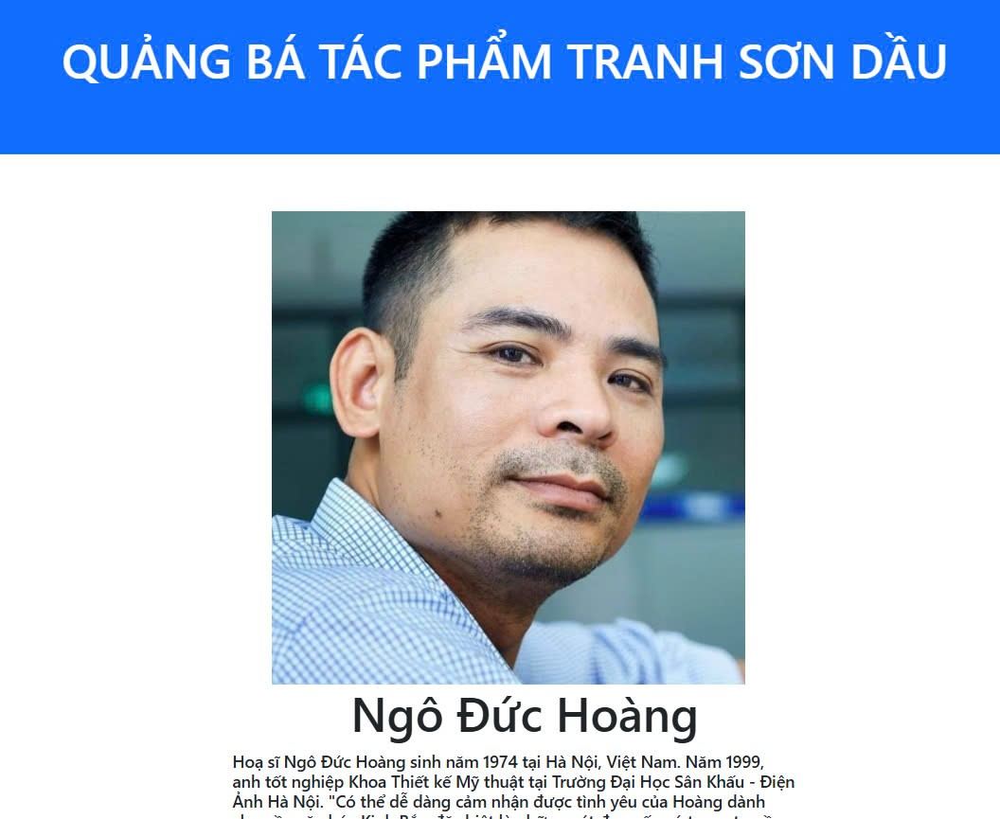 QUẢNG BÁ TÁC PHẨM TRANH SƠN DẦU
Ngô Đức Hoàng
Hoạ sĩ Ngô Đức Hoàng sinh năm 1974 tại Hà Nội, Việt Nam. Năm 1999,
anh tốt nghiệp Khoa Thiết kế Mỹ thuật tại Trường Đại Học Sân Khấu - Điện
Ảnh Hà Nội. "Có thể dễ dàng cảm nhận được tình yêu của Hoàng dành